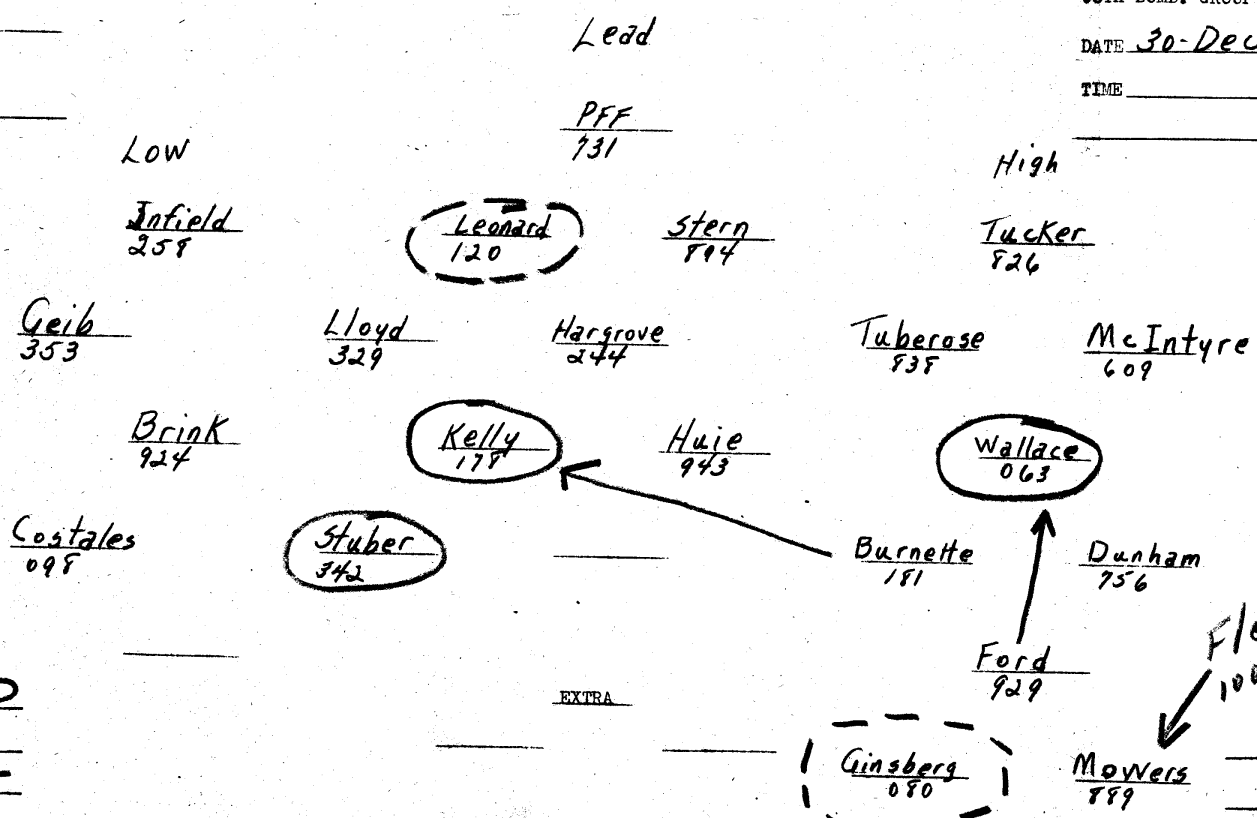 Lead
DATE 30-Dec
TIME
PFF
731
Low
High
Infield
258
Leonard
120
Stern
894
Tucker
826
Geib
353
Lloyd
329
Hargrove
244
Tuberose
838
McIntyre
609
Brink
924
Kelly
178
Huie
943
Wallace
063
Costales
098
Stuber
342
Burnette
181
Dunham
756
Ford
929
EXTRA
Ginsberg
080
Mowers
889